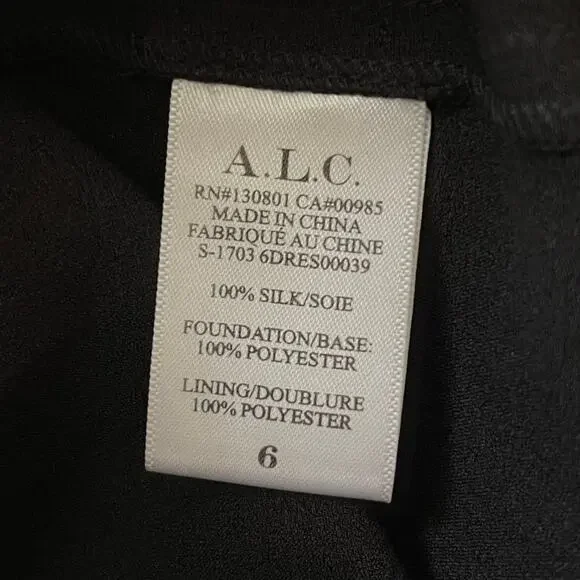 A.L.C.
RN#130801 CA#00985
MADE IN CHINA
FABRIQUÉ AU CHINE
S-1703 6DRES00039
100% SILK/SOIE
FOUNDATION/BASE:
100% POLYESTER
LINING/DOUBLURE
100% POLYESTER
6